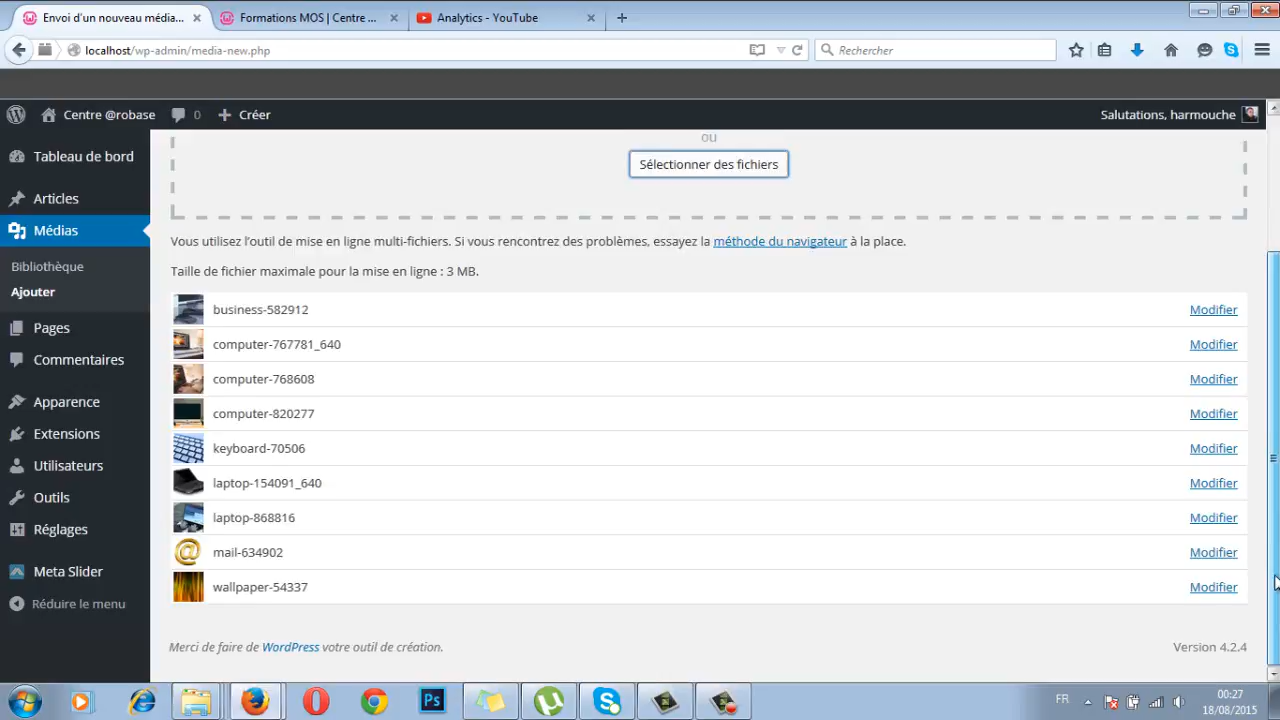 Envoi d'un nouveau média...
Formations MOS | Centre ...
Analytics - YouTube
localhost/wp-admin/media-new.php
Rechercher
Centre @robase
0
Créer
Salutations, harmouche
Tableau de bord
Articles
Médias
Bibliothèque
Ajouter
Pages
Commentaires
Apparence
Extensions
Utilisateurs
Outils
Réglages
Meta Slider
Réduire le menu
ou
Sélectionner des fichiers
Vous utilisez l'outil de mise en ligne multi-fichiers. Si vous rencontrez des problèmes, essayez la méthode du navigateur à la place.
Taille de fichier maximale pour la mise en ligne : 3 MB.
business-582912 Modifier
computer-767781_640 Modifier
computer-768608 Modifier
computer-820277 Modifier
keyboard-70506 Modifier
laptop-154091_640 Modifier
laptop-868816 Modifier
mail-634902 Modifier
wallpaper-54337 Modifier
Merci de faire de WordPress votre outil de création.
Version 4.2.4
Ps
FR
00:27
18/08/2015